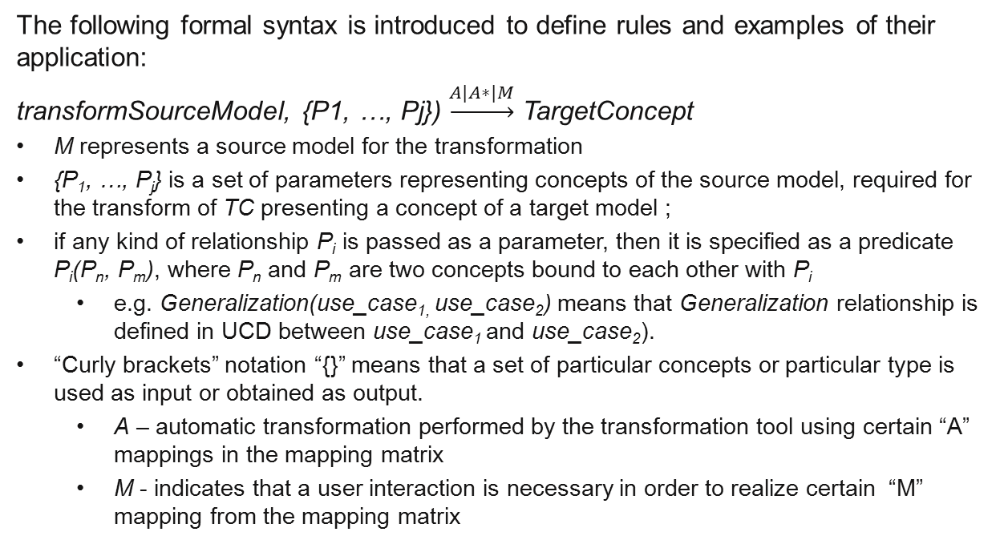 The following formal syntax is introduced to define rules and examples of their
application:
transformSourceModel, {P1, …, Pj}) A|A*|M ⟶ TargetConcept
• M represents a source model for the transformation
• {P₁, …, Pⱼ} is a set of parameters representing concepts of the source model, required for
the transform of TC presenting a concept of a target model ;
• if any kind of relationship Pᵢ is passed as a parameter, then it is specified as a predicate
Pᵢ(Pₙ, Pₘ), where Pₙ and Pₘ are two concepts bound to each other with Pᵢ
• e.g. Generalization(use_case₁, use_case₂) means that Generalization relationship is
defined in UCD between use_case₁ and use_case₂).
• “Curly brackets” notation “{}” means that a set of particular concepts or particular type is
used as input or obtained as output.
• A – automatic transformation performed by the transformation tool using certain “A”
mappings in the mapping matrix
• M - indicates that a user interaction is necessary in order to realize certain “M”
mapping from the mapping matrix